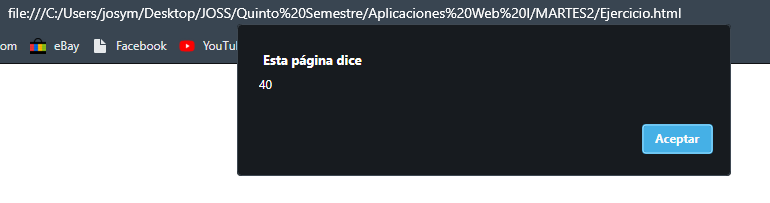 file:///C:/Users/josym/Desktop/JOSS/Quinto%20Semestre/Aplicaciones%20Web%20I/MARTES2/Ejercicio.html
om eBay Facebook YouTu
Esta página dice
40
Aceptar